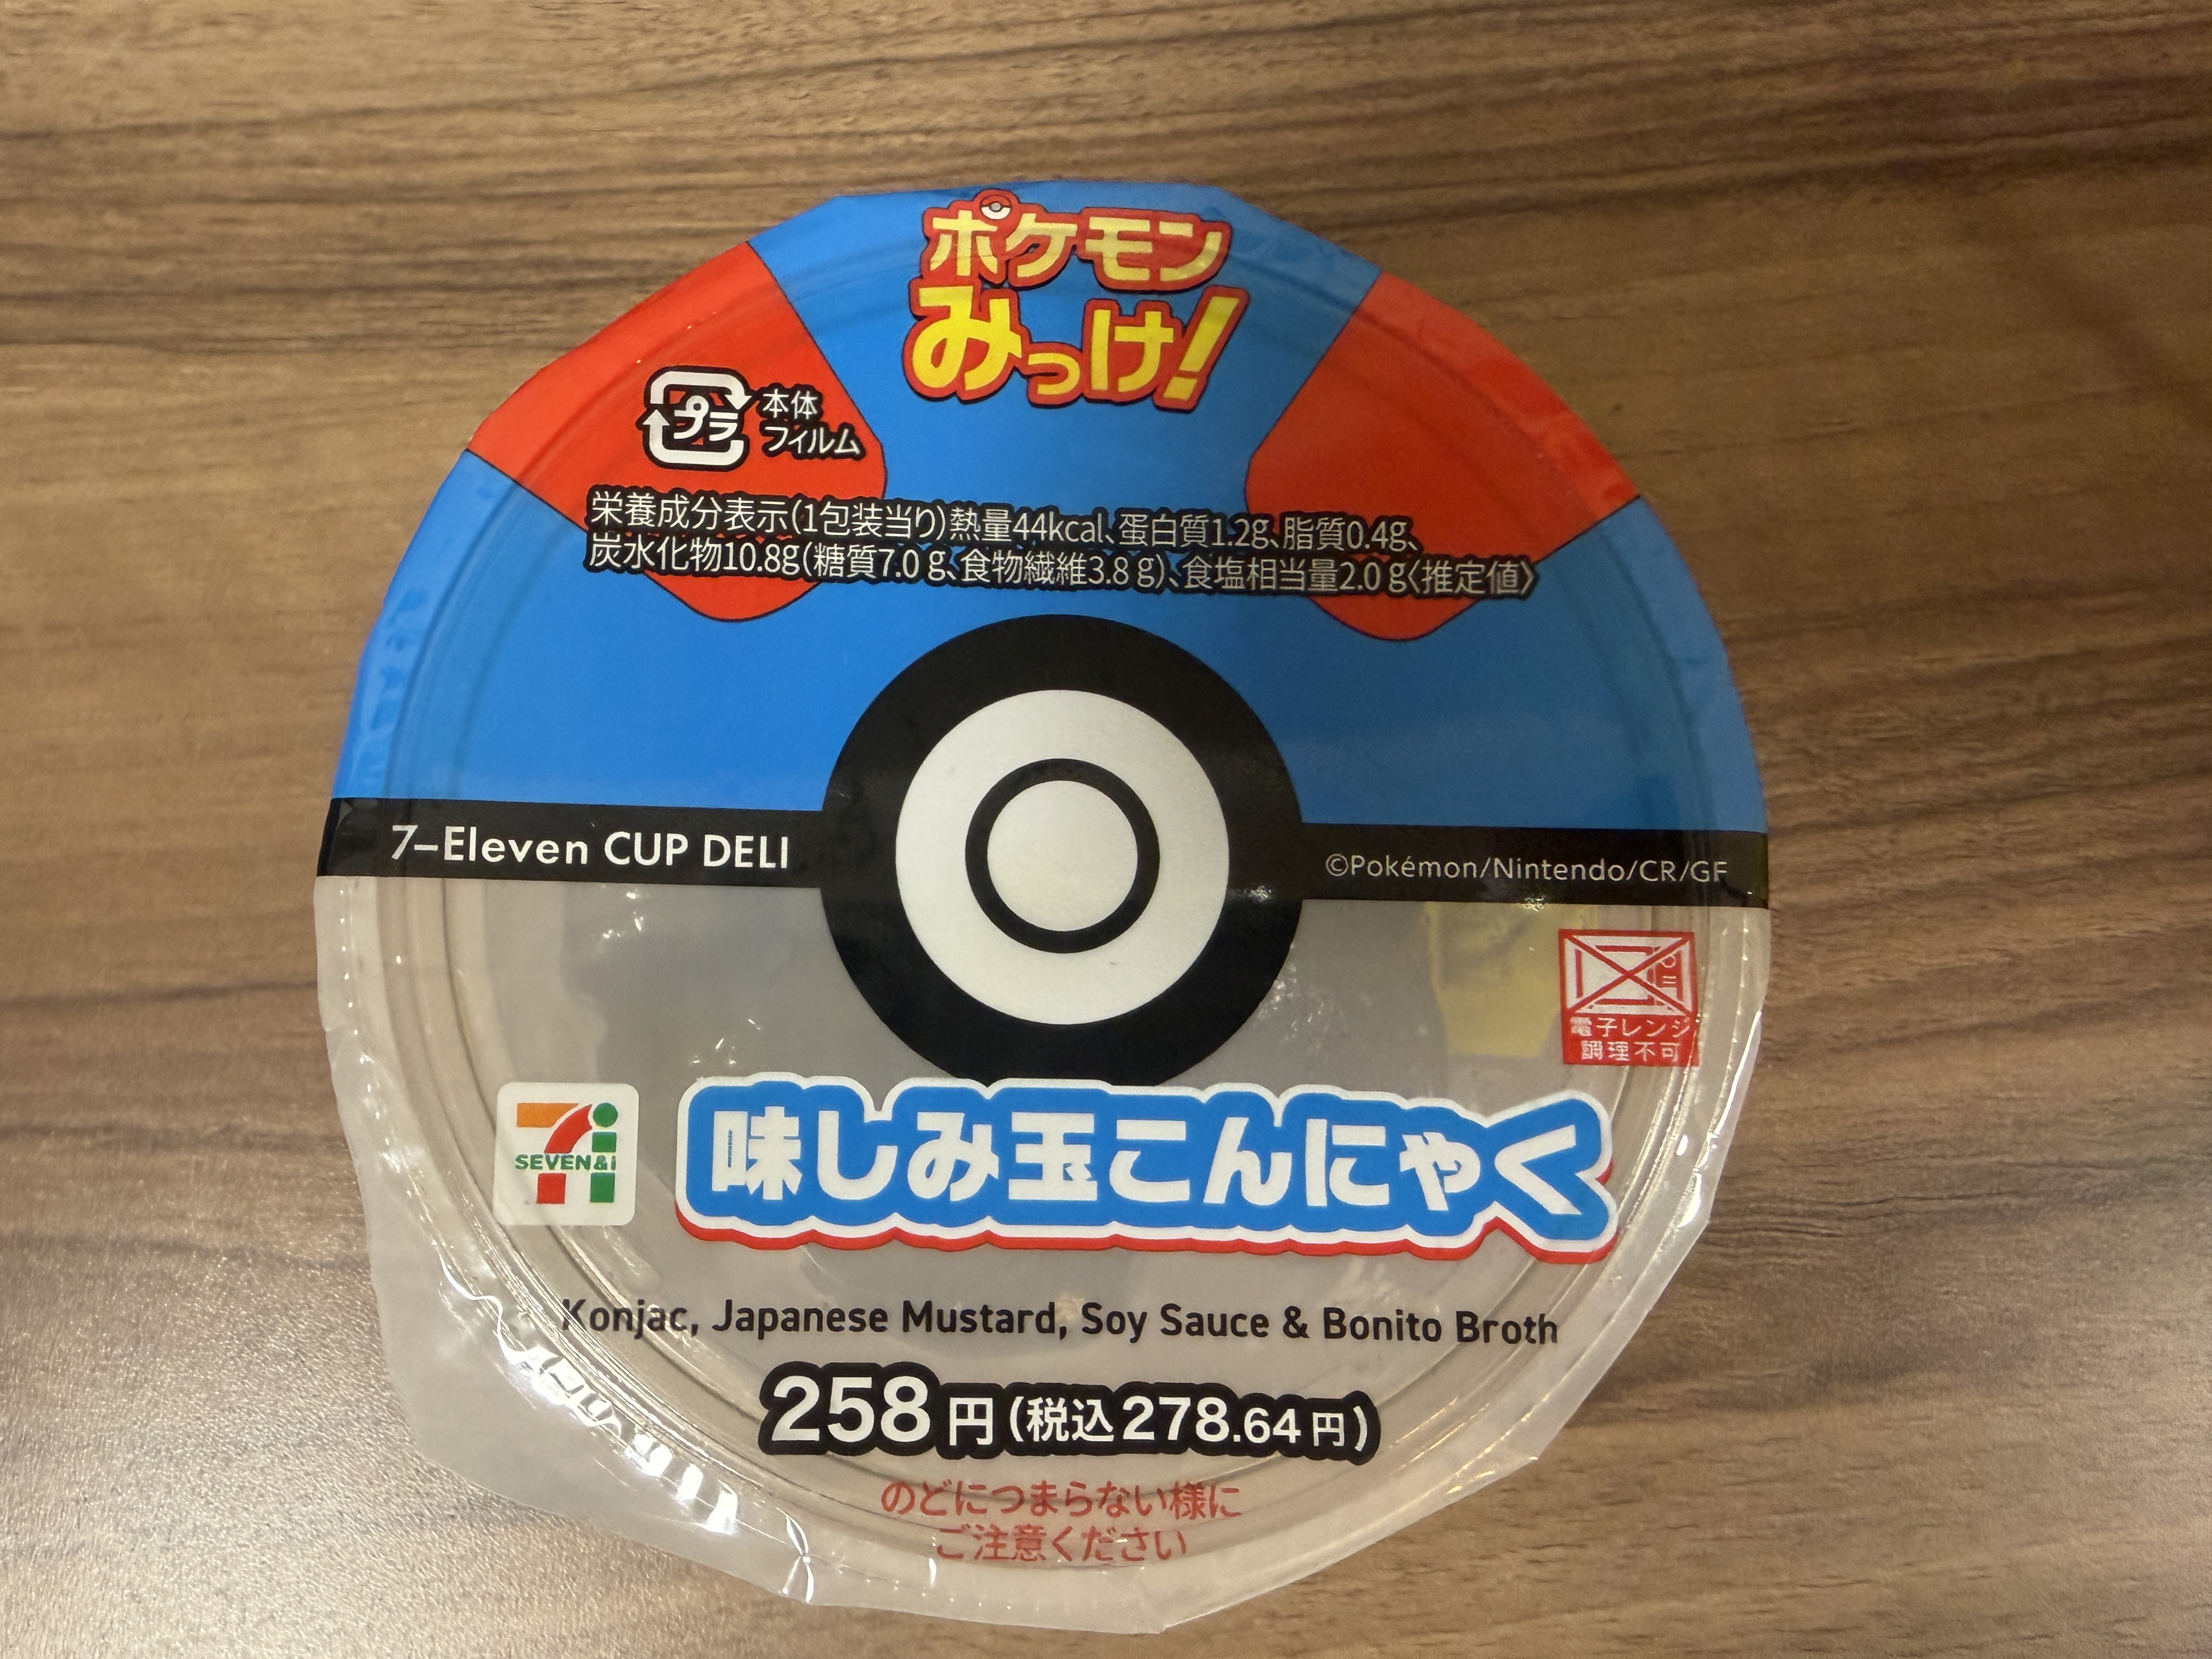 ポケモン
みっけ!
プラ
本体
フィルム
栄養成分表示(1包装当り)熱量44kcal、蛋白質1.2g、脂質0.4g、
炭水化物10.8g(糖質7.0g、食物繊維3.8g)、食塩相当量2.0g〈推定値〉
7-Eleven CUP DELI
©Pokémon/Nintendo/CR/GF
電子レンジ
調理不可
7i
SEVEN&i
味しみ玉こんにゃく
Konjac, Japanese Mustard, Soy Sauce & Bonito Broth
258円(税込278.64円)
のどにつまらない様に
ご注意ください